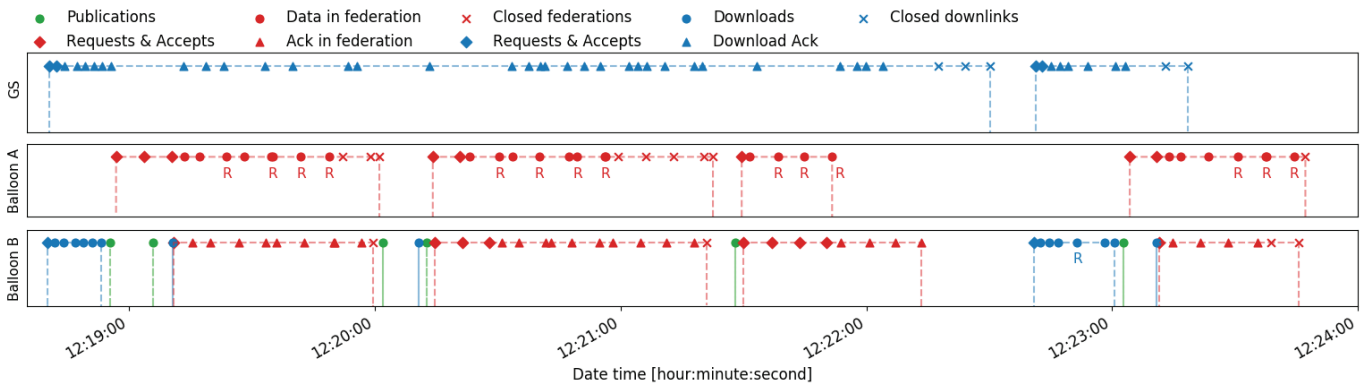 Publications Data in federation Closed federations Downloads Closed downlinks
Requests & Accepts Ack in federation Requests & Accepts Download Ack
GS
Balloon A
R R R R R R R R R R R R R R
Balloon B
R
12:19:00 12:20:00 12:21:00 12:22:00 12:23:00 12:24:00
Date time [hour:minute:second]